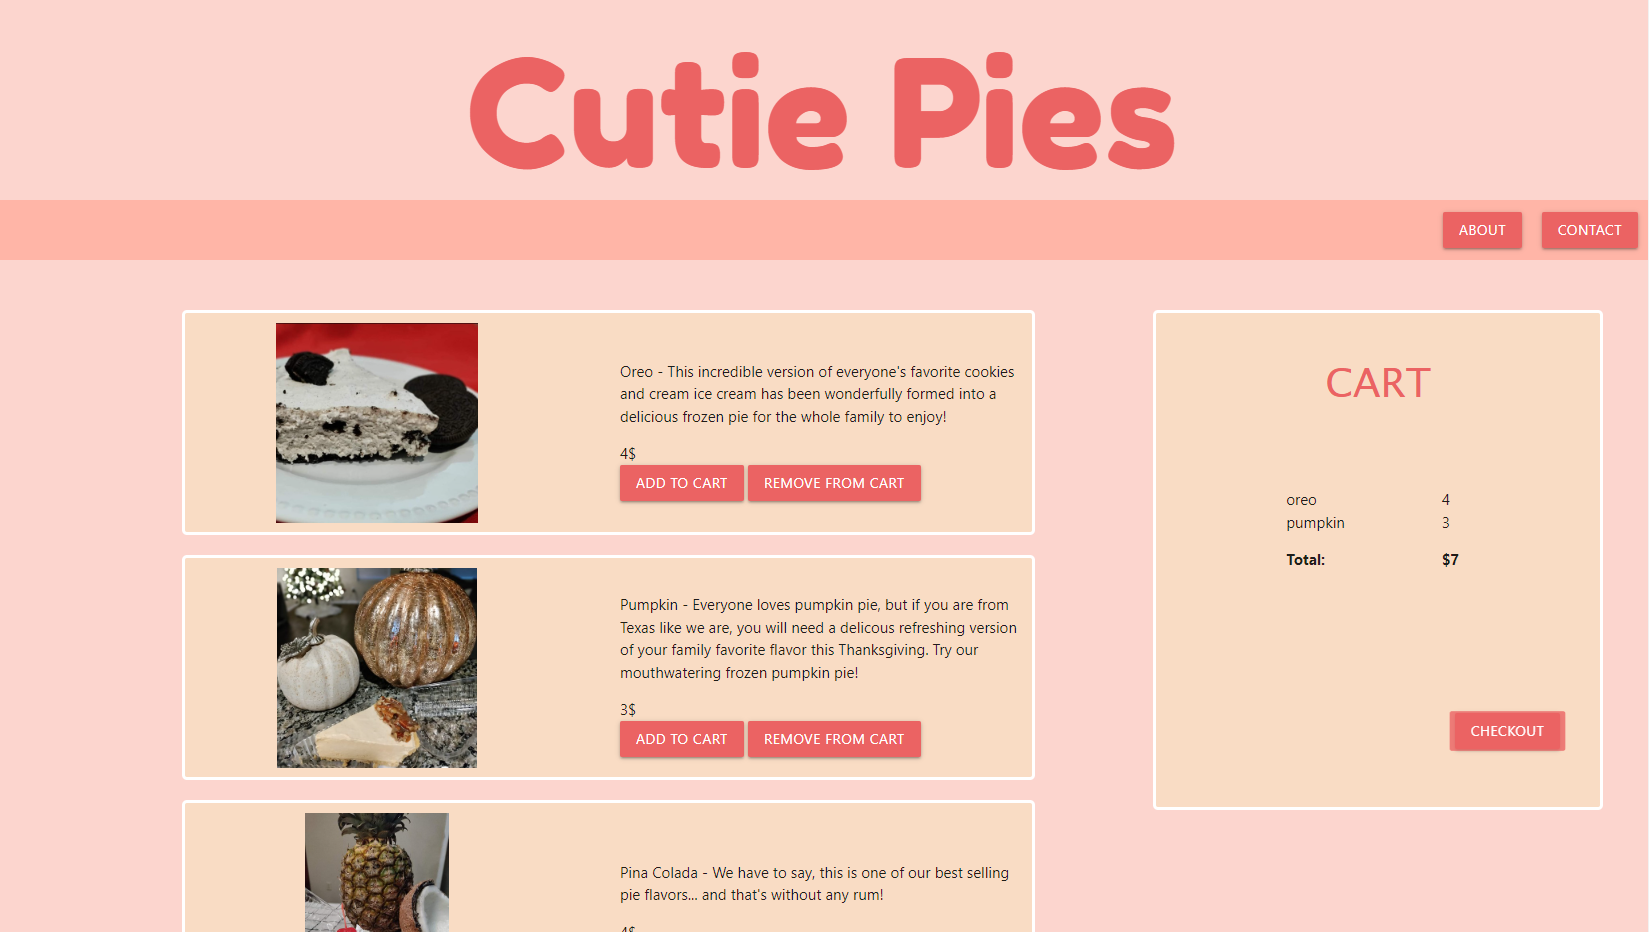 Cutie Pies
ABOUT
CONTACT
Oreo - This incredible version of everyone's favorite cookies
and cream ice cream has been wonderfully formed into a
delicious frozen pie for the whole family to enjoy!
4$
ADD TO CART
REMOVE FROM CART
Pumpkin - Everyone loves pumpkin pie, but if you are from
Texas like we are, you will need a delicous refreshing version
of your family favorite flavor this Thanksgiving. Try our
mouthwatering frozen pumpkin pie!
3$
ADD TO CART
REMOVE FROM CART
Pina Colada - We have to say, this is one of our best selling
pie flavors... and that's without any rum!
4$
CART
oreo 4
pumpkin 3
Total: $7
CHECKOUT